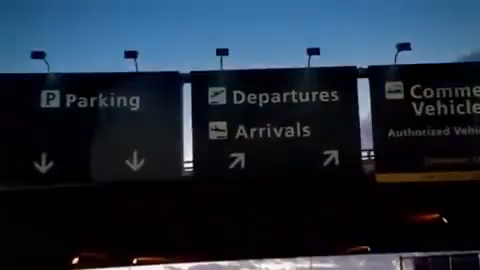 P Parking
Departures
Arrivals
Comme
Vehicle
Authorized Vehi